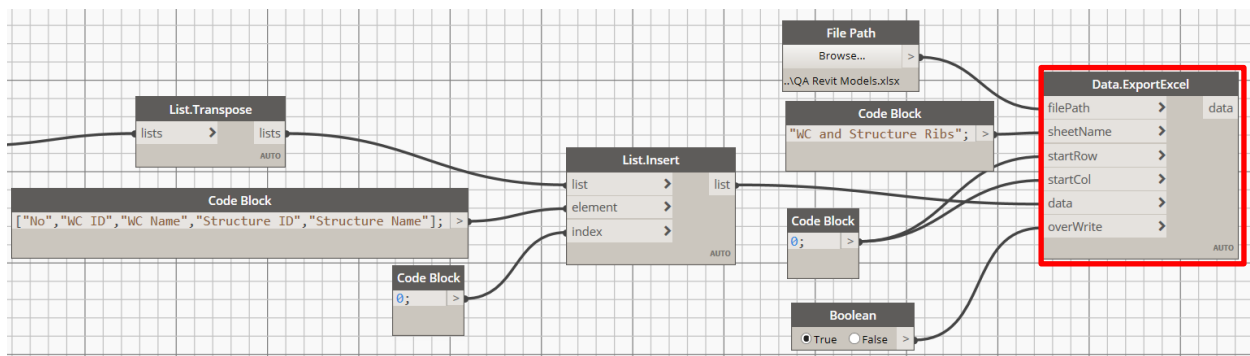 File Path
Browse... >
..\QA Revit Models.xlsx
Data.ExportExcel
filePath > data
sheetName >
startRow >
startCol >
data >
overWrite >
AUTO
List.Transpose
lists > lists
AUTO
Code Block
"WC and Structure Ribs"; >
List.Insert
list > list
element >
index >
AUTO
Code Block
["No","WC ID","WC Name","Structure ID","Structure Name"]; >
Code Block
0; >
Code Block
0; >
Boolean
True False >